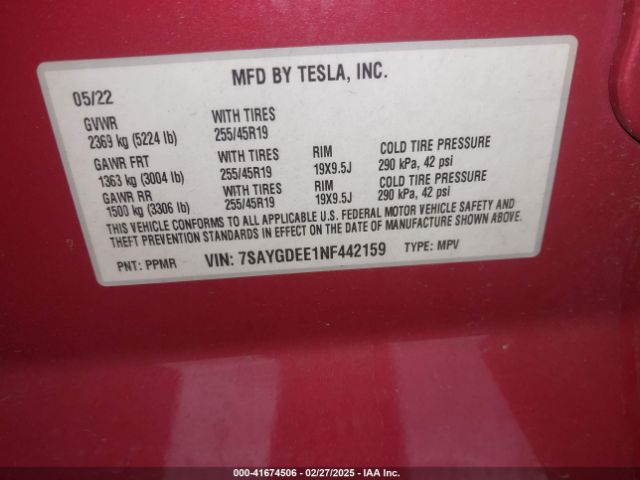 MFD BY TESLA, INC.
05/22
GVWR
2369 kg (5224 lb)
WITH TIRES
255/45R19
GAWR FRT
1363 kg (3004 lb)
WITH TIRES
255/45R19
RIM
19X9.5J
COLD TIRE PRESSURE
290 kPa, 42 psi
GAWR RR
1500 kg (3306 lb)
WITH TIRES
255/45R19
RIM
19X9.5J
COLD TIRE PRESSURE
290 kPa, 42 psi
THIS VEHICLE CONFORMS TO ALL APPLICABLE U.S. FEDERAL MOTOR VEHICLE SAFETY AND
THEFT PREVENTION STANDARDS IN EFFECT ON THE DATE OF MANUFACTURE SHOWN ABOVE.
PNT: PPMR VIN: 7SAYGDEE1NF442159 TYPE: MPV
000-41674506 • 02/27/2025 • IAA Inc.